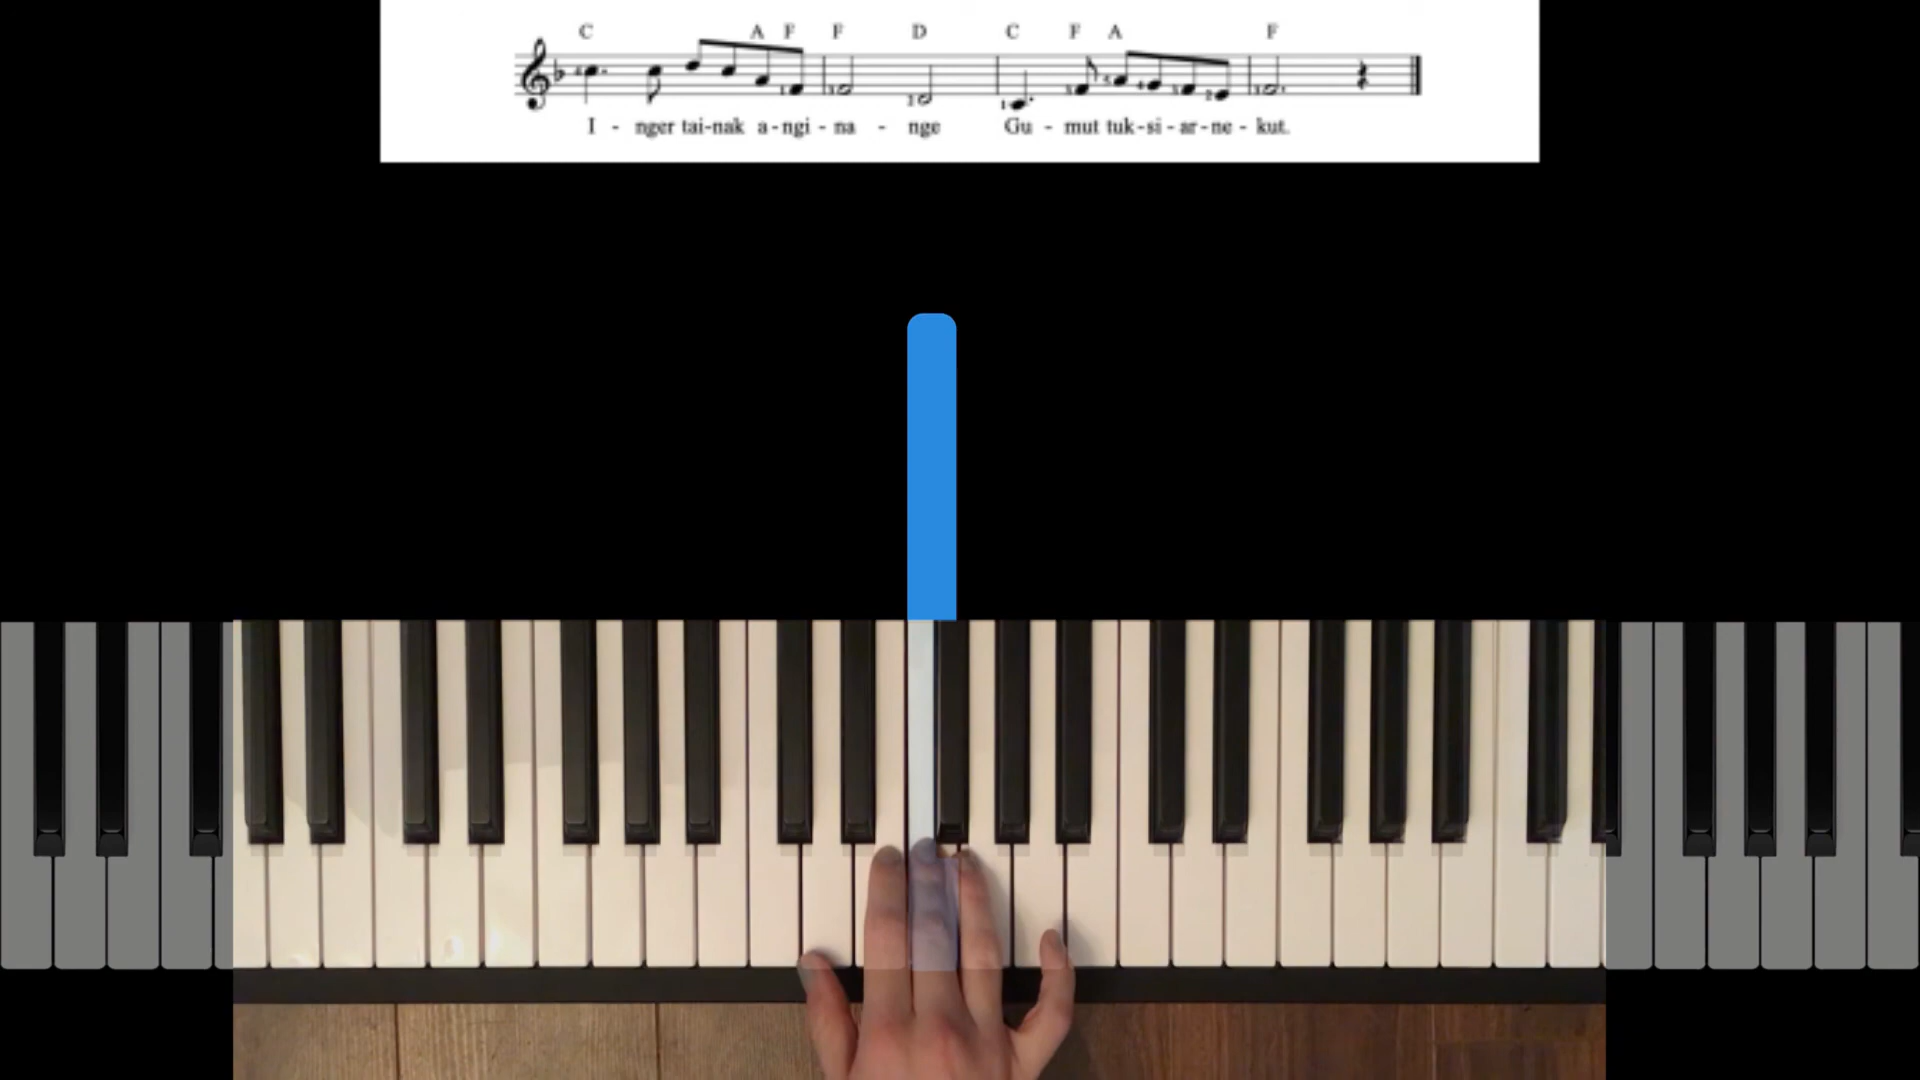 C A F F D C F A F
I - nger tai-nak a-ngi - na - nge Gu - mut tuk-si-ar-ne - kut.